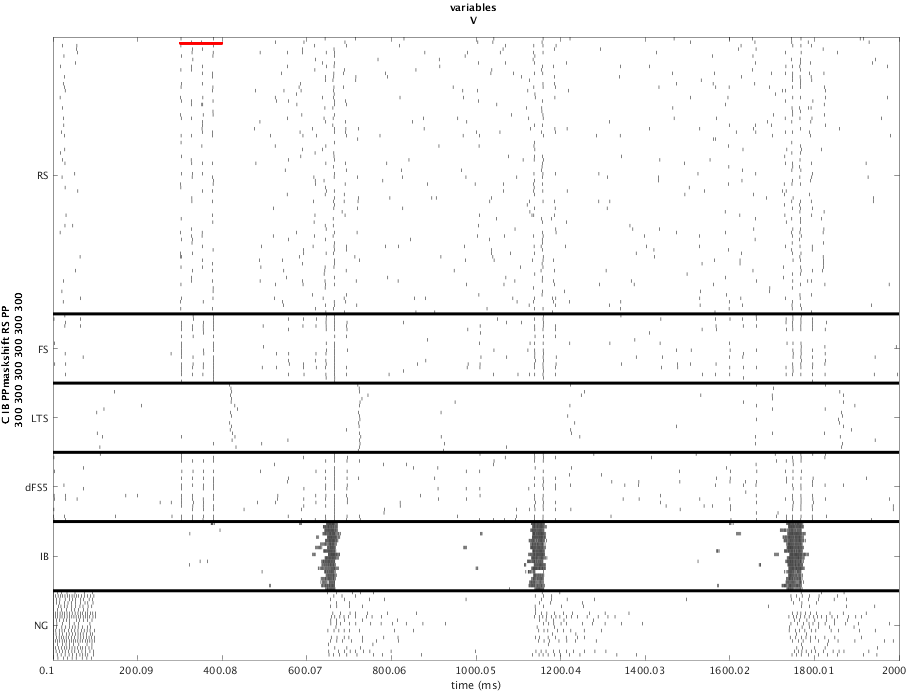 variables
V
RS
FS
LTS
dFS5
IB
NG
C IB PPmaskshift RS PP
300 300 300 300 300 300
0.1 200.09 400.08 600.07 800.06 1000.05 1200.04 1400.03 1600.02 1800.01 2000
time (ms)